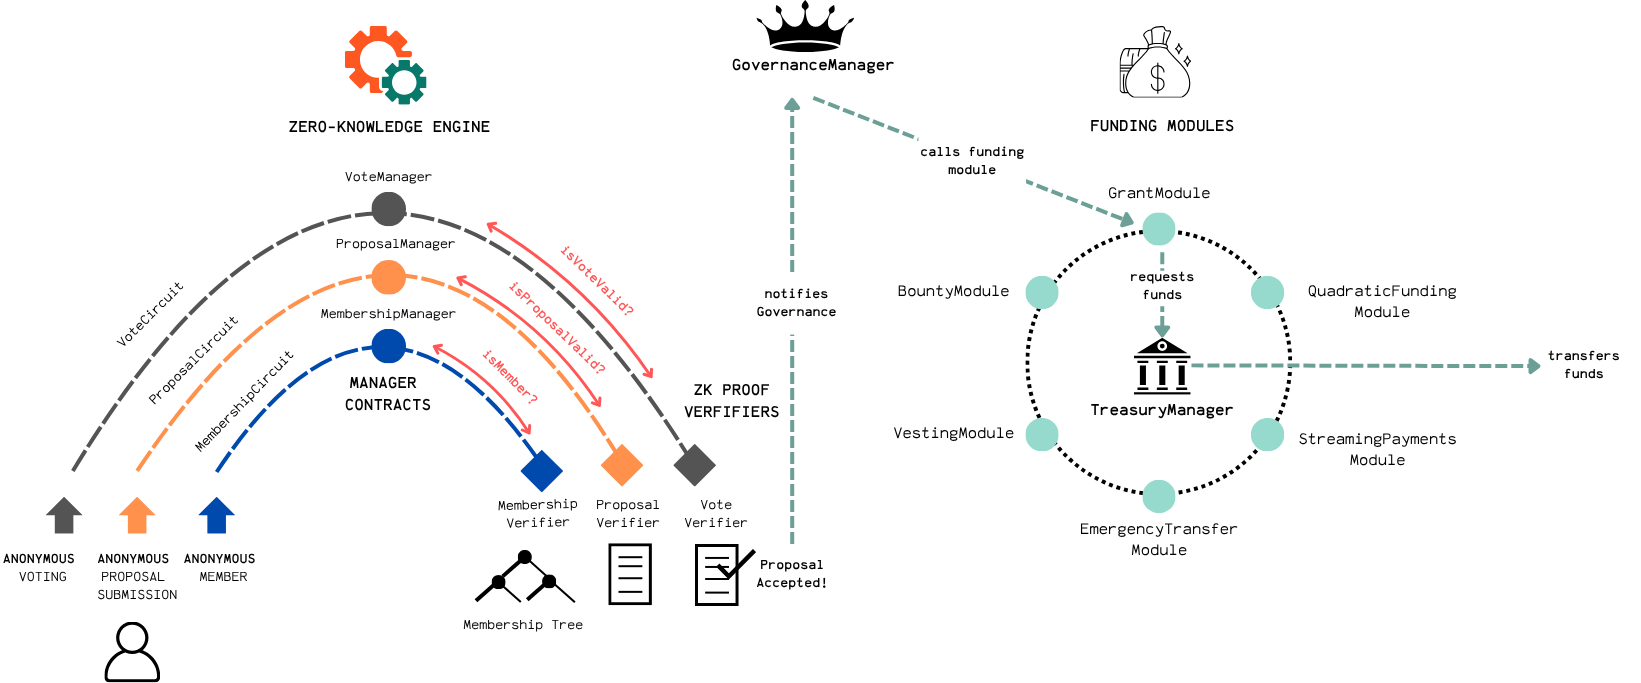 GovernanceManager
ZERO-KNOWLEDGE ENGINE
FUNDING MODULES
calls funding
module
VoteManager
ProposalManager
MembershipManager
MANAGER
CONTRACTS
VoteCircuit
ProposalCircuit
MembershipCircuit
isVoteValid?
isProposalValid?
isMember?
ZK PROOF
VERFIFIERS
notifies
Governance
GrantModule
requests
funds
BountyModule
QuadraticFunding
Module
TreasuryManager
transfers
funds
VestingModule
StreamingPayments
Module
EmergencyTransfer
Module
Membership
Verifier
Proposal
Verifier
Vote
Verifier
ANONYMOUS
VOTING
ANONYMOUS
PROPOSAL
SUBMISSION
ANONYMOUS
MEMBER
Membership Tree
Proposal
Accepted!
$